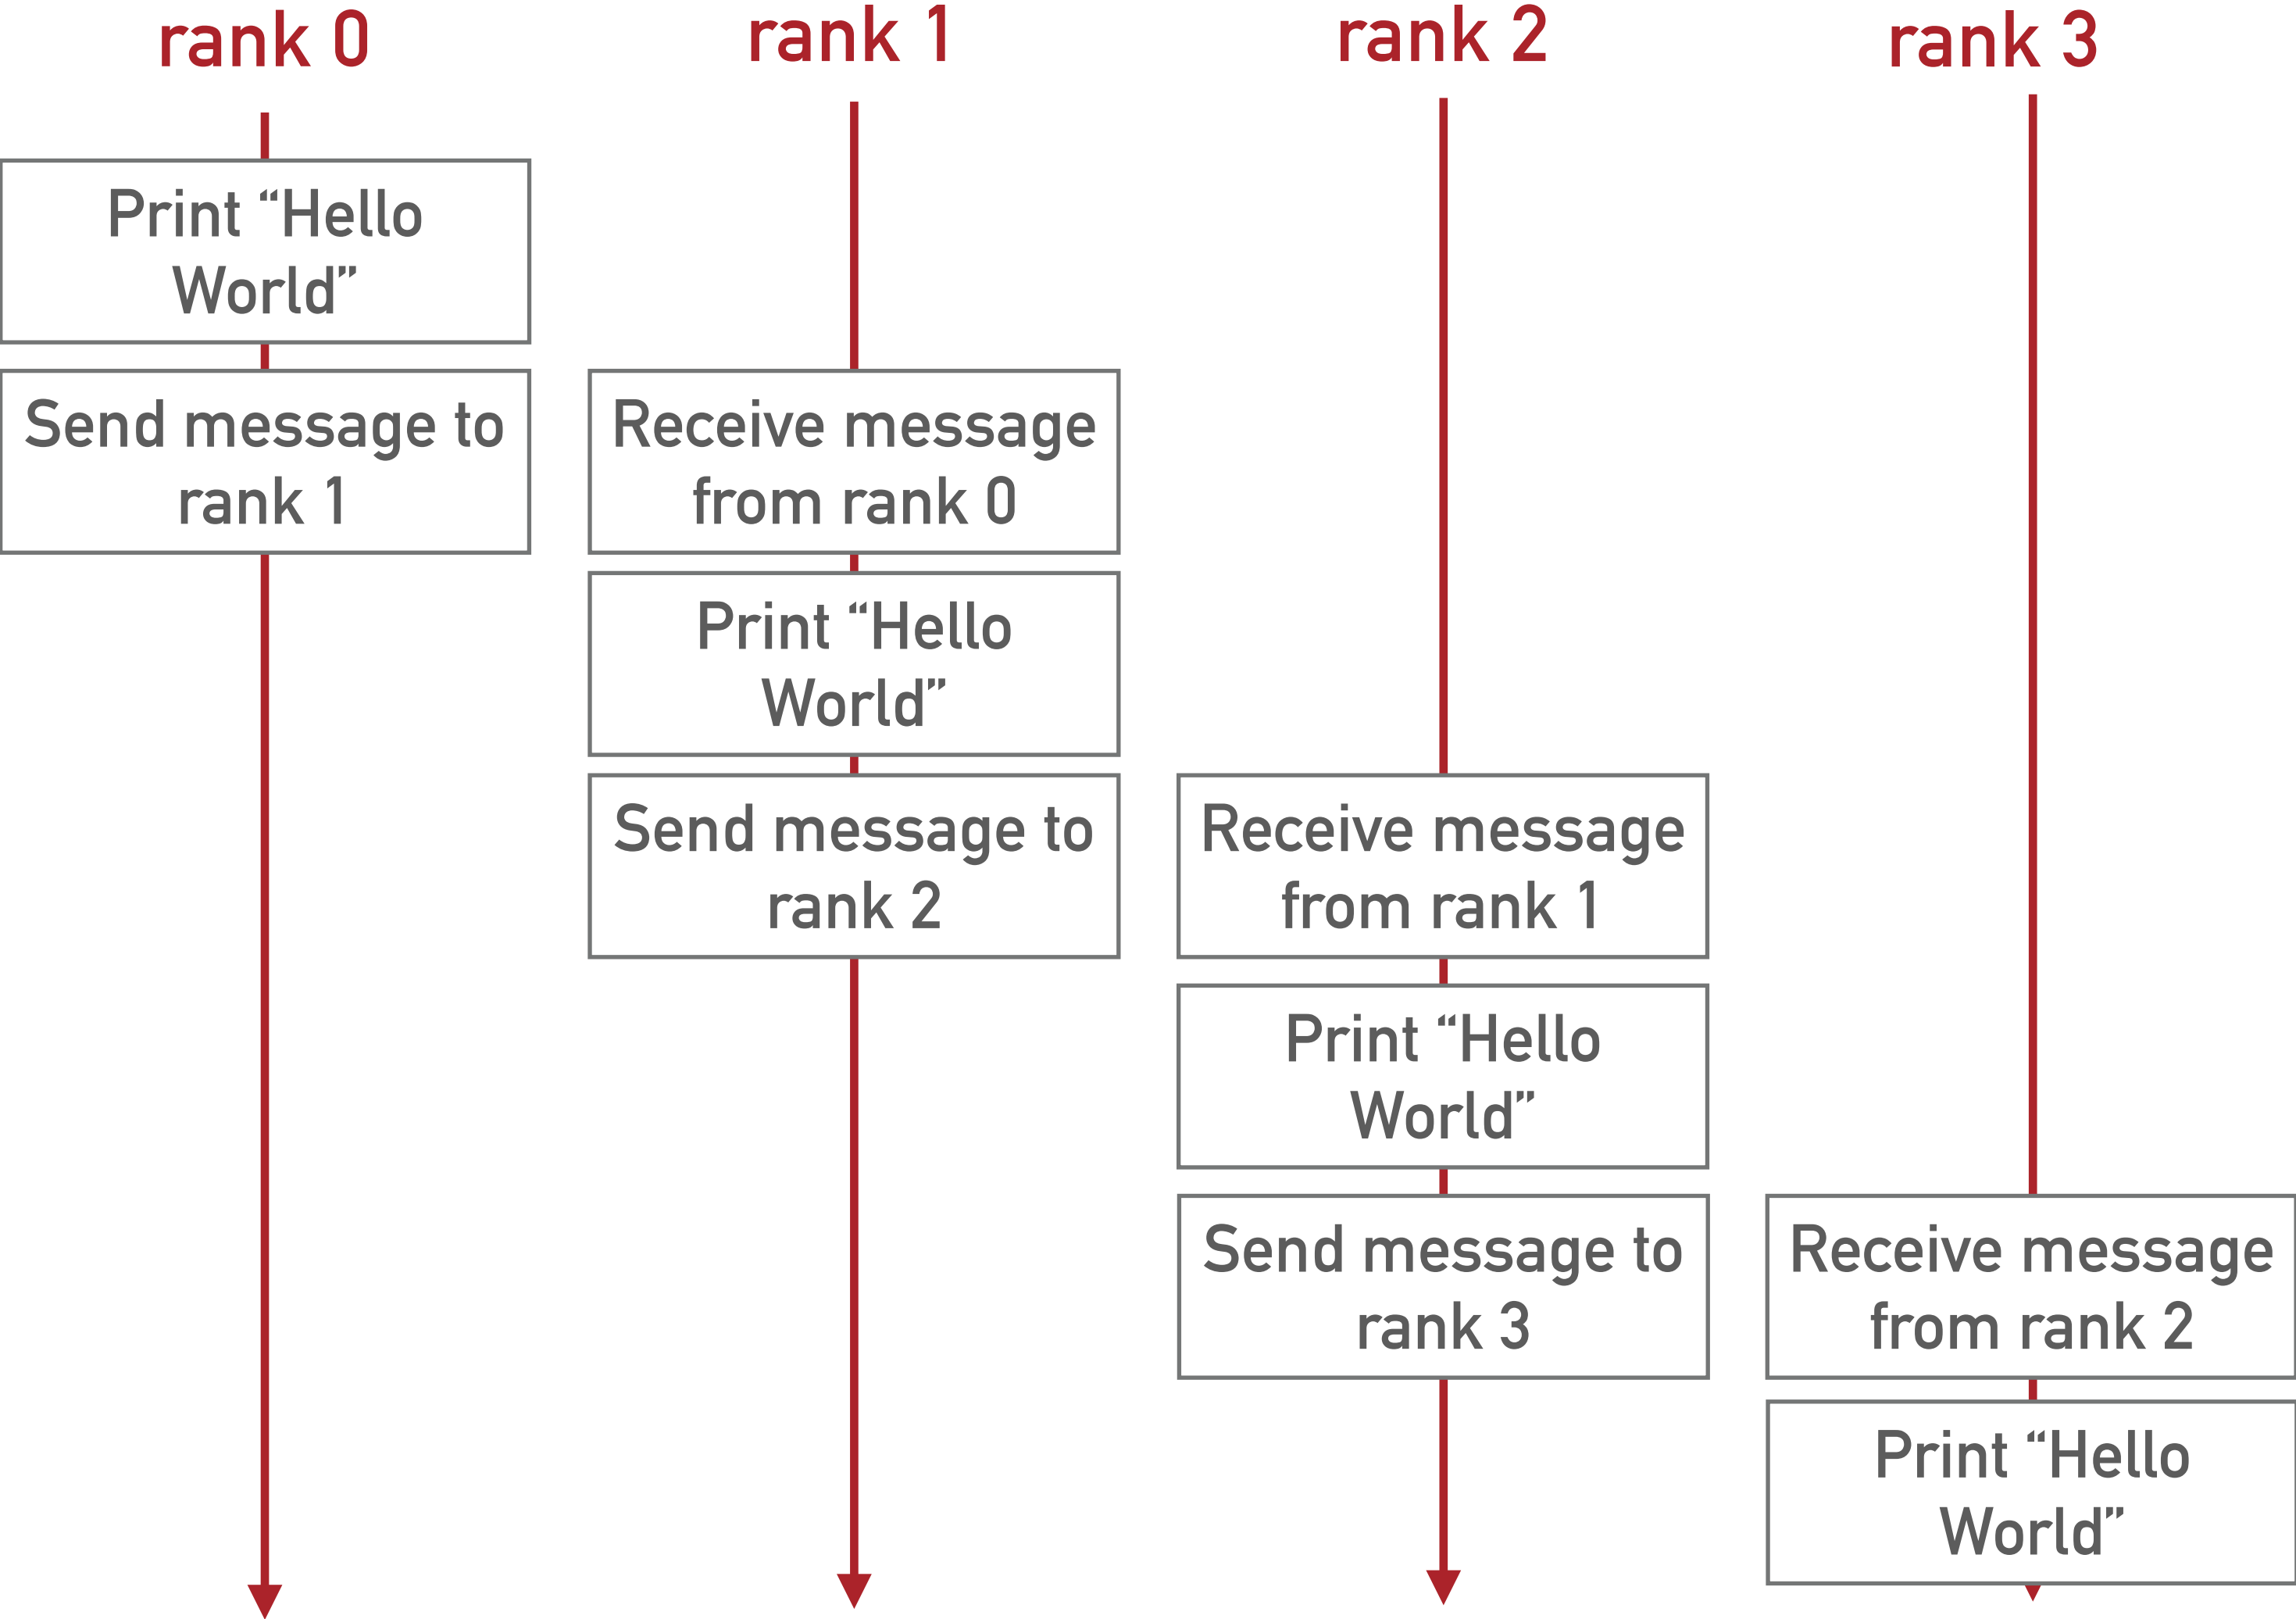 rank 0
rank 1
rank 2
rank 3
Print “Hello
World”
Send message to
rank 1
Receive message
from rank 0
Print “Hello
World”
Send message to
rank 2
Receive message
from rank 1
Print “Hello
World”
Send message to
rank 3
Receive message
from rank 2
Print “Hello
World”